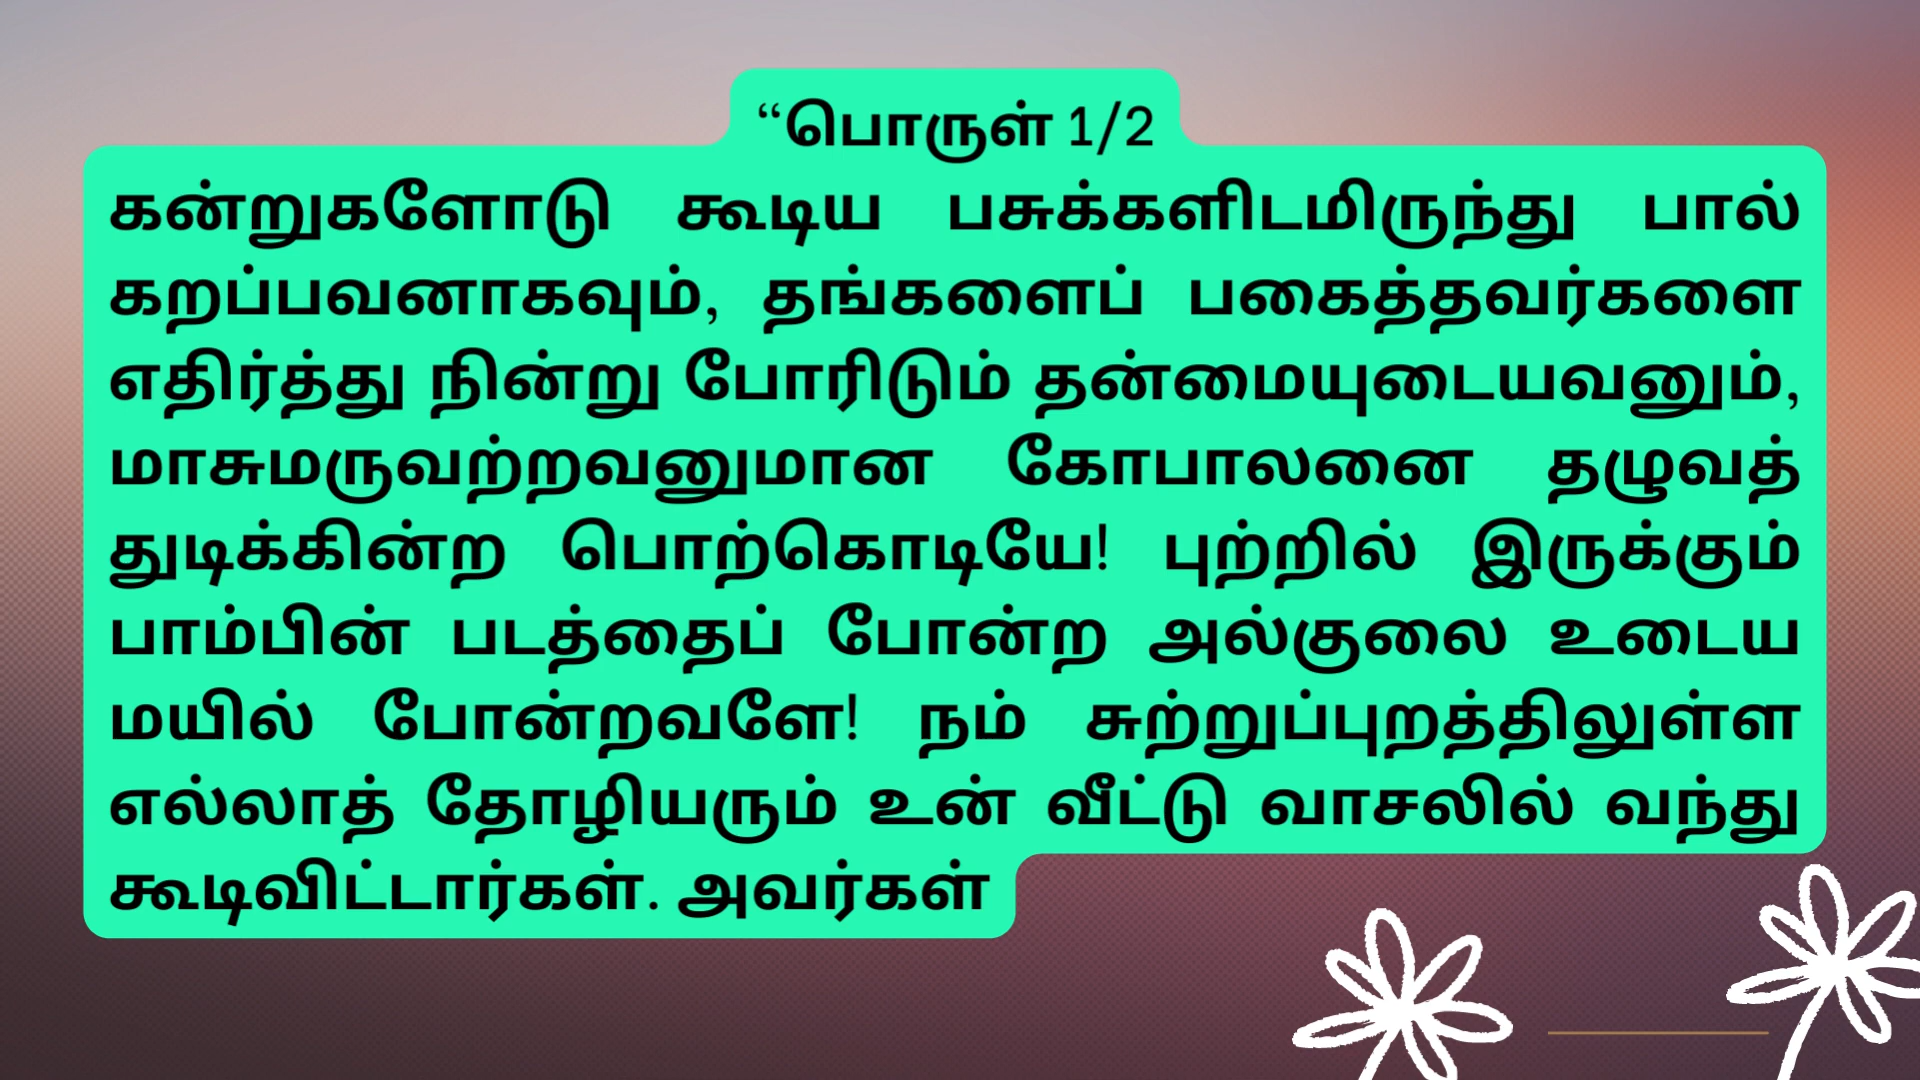 “பொருள் 1/2
கன்றுகளோடு கூடிய பசுக்களிடமிருந்து பால்
கறப்பவனாகவும், தங்களைப் பகைத்தவர்களை
எதிர்த்து நின்று போரிடும் தன்மையுடையவனும்,
மாசுமருவற்றவனுமான கோபாலனை தழுவத்
துடிக்கின்ற பொற்கொடியே! புற்றில் இருக்கும்
பாம்பின் படத்தைப் போன்ற அல்குலை உடைய
மயில் போன்றவளே! நம் சுற்றுப்புறத்திலுள்ள
எல்லாத் தோழியரும் உன் வீட்டு வாசலில் வந்து
கூடிவிட்டார்கள். அவர்கள்